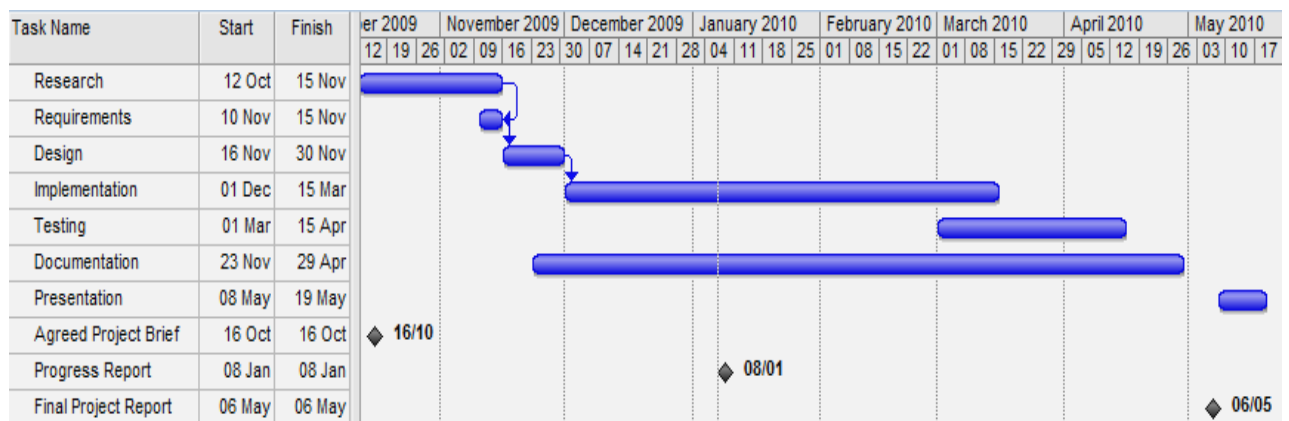 Task Name Start Finish er 2009 November 2009 December 2009 January 2010 February 2010 March 2010 April 2010 May 2010
12 19 26 02 09 16 23 30 07 14 21 28 04 11 18 25 01 08 15 22 01 08 15 22 29 05 12 19 26 03 10 17
Research 12 Oct 15 Nov
Requirements 10 Nov 15 Nov
Design 16 Nov 30 Nov
Implementation 01 Dec 15 Mar
Testing 01 Mar 15 Apr
Documentation 23 Nov 29 Apr
Presentation 08 May 19 May
Agreed Project Brief 16 Oct 16 Oct 16/10
Progress Report 08 Jan 08 Jan 08/01
Final Project Report 06 May 06 May 06/05